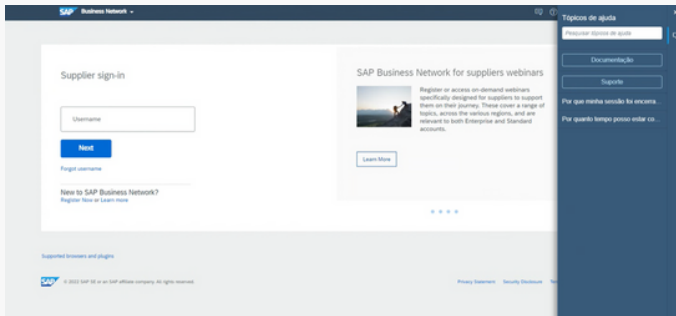 SAP Business Network
Supplier sign-in
Username
Next
Forgot username
New to SAP Business Network?
Register Now or Learn more
SAP Business Network for suppliers webinars
Register or access on-demand webinars
specifically designed for suppliers to support
them on their journey. These cover a range of
topics, across the various regions, and are
relevant to both Enterprise and Standard
accounts.
Learn More
Supported browsers and plugins
SAP © 2022 SAP SE or an SAP affiliate company. All rights reserved.
Privacy Statement Security Disclosure
Tópicos de ajuda
Pesquisar tópicos de ajuda
Documentação
Suporte
Por que minha sessão foi encerra...
Por quanto tempo posso estar co...